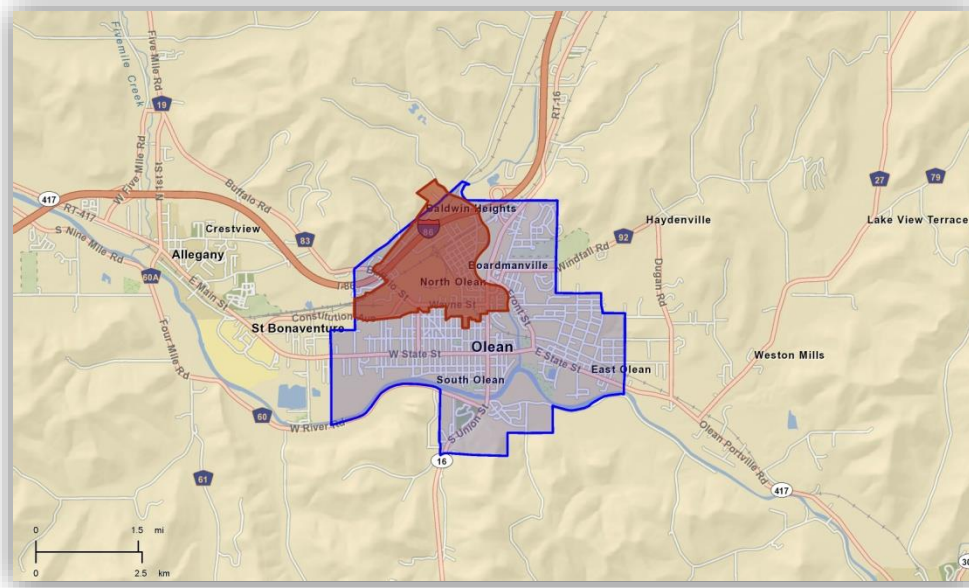 Fivemile Creek
Five Mile Rd
19
RT-16
27
79
417
RT-417
W Five Mile Rd
N 1st St
Buffalo Rd
Baldwin Heights
Haydenville
Lake View Terrace
S Nine Mile Rd
Crestview
83
86
92
Windfall Rd
Allegany
Boardmanville
60A
E Main St
I-86
North Olean
Dugan Rd
Wayne St
Front St
Constitution Ave
St Bonaventure
Olean
W State St
E State St
Weston Mills
Four Mile Rd
South Olean
East Olean
60
W River Rd
S Union St
Olean Portville Rd
16
61
417
0 1.5 mi
0 2.5 km